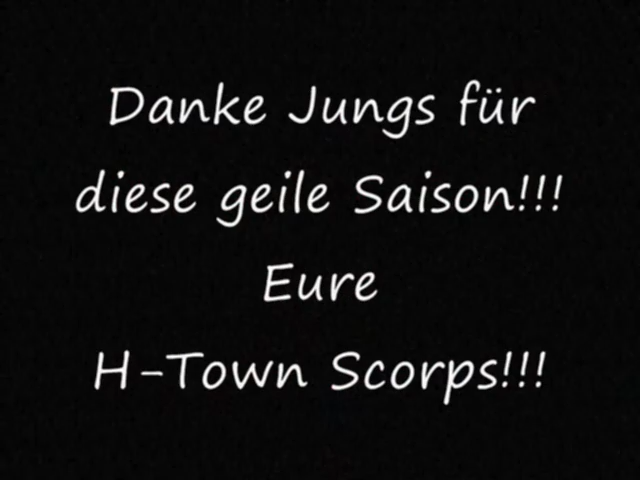 Danke Jungs für
diese geile Saison!!!
Eure
H-Town Scorps!!!